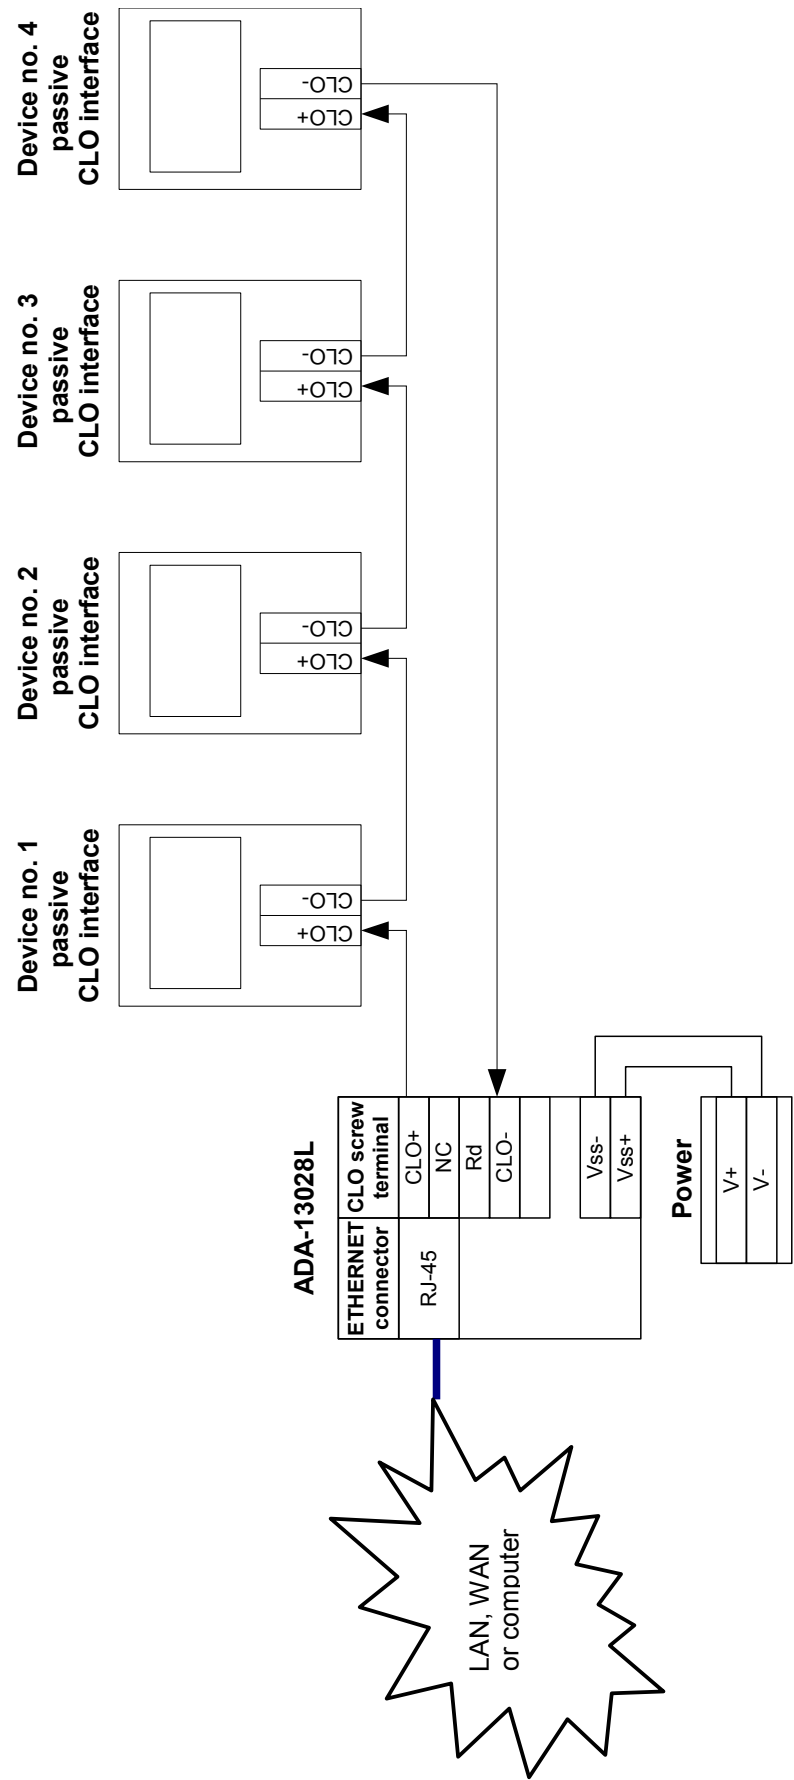 Device no. 1
passive
CLO interface
CLO+
CLO-
Device no. 2
passive
CLO interface
CLO+
CLO-
Device no. 3
passive
CLO interface
CLO+
CLO-
Device no. 4
passive
CLO interface
CLO+
CLO-
ADA-13028L
ETHERNET
connector
CLO screw
terminal
RJ-45
CLO+
NC
Rd
CLO-
Vss-
Vss+
LAN, WAN
or computer
Power
V+
V-